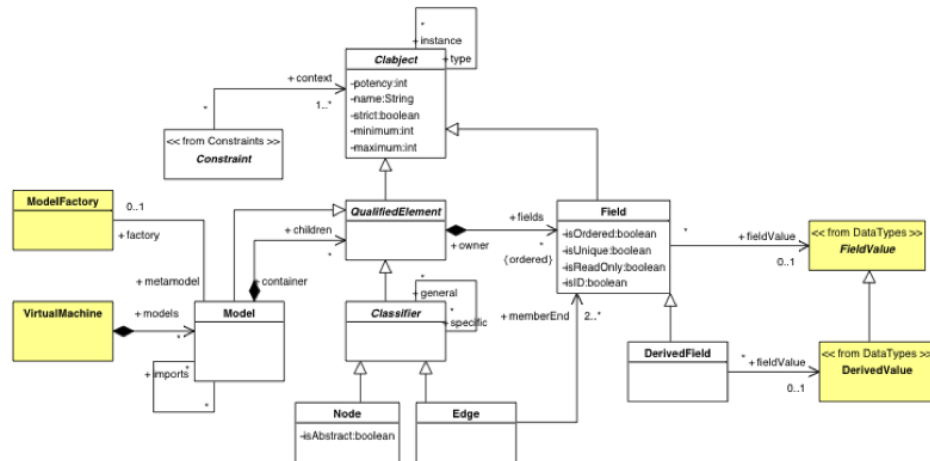 *
+ instance
Clabject
+ type
-potency:int
-name:String
-strict:boolean
-minimum:int
-maximum:int
+ context
*
1..*
<< from Constraints >>
Constraint
ModelFactory
0..1
+ factory
QualifiedElement
+ fields
+ owner
*
{ordered}
Field
-isOrdered:boolean
-isUnique:boolean
-isReadOnly:boolean
-isID:boolean
*
+ fieldValue
0..1
<< from DataTypes >>
FieldValue
+ children
*
+ metamodel
+ container
VirtualMachine
+ models
*
Model
+ imports
*
*
+ general
*
Classifier
+ specific
*
+ memberEnd
2..*
DerivedField
*
+ fieldValue
0..1
<< from DataTypes >>
DerivedValue
Node
-isAbstract:boolean
Edge